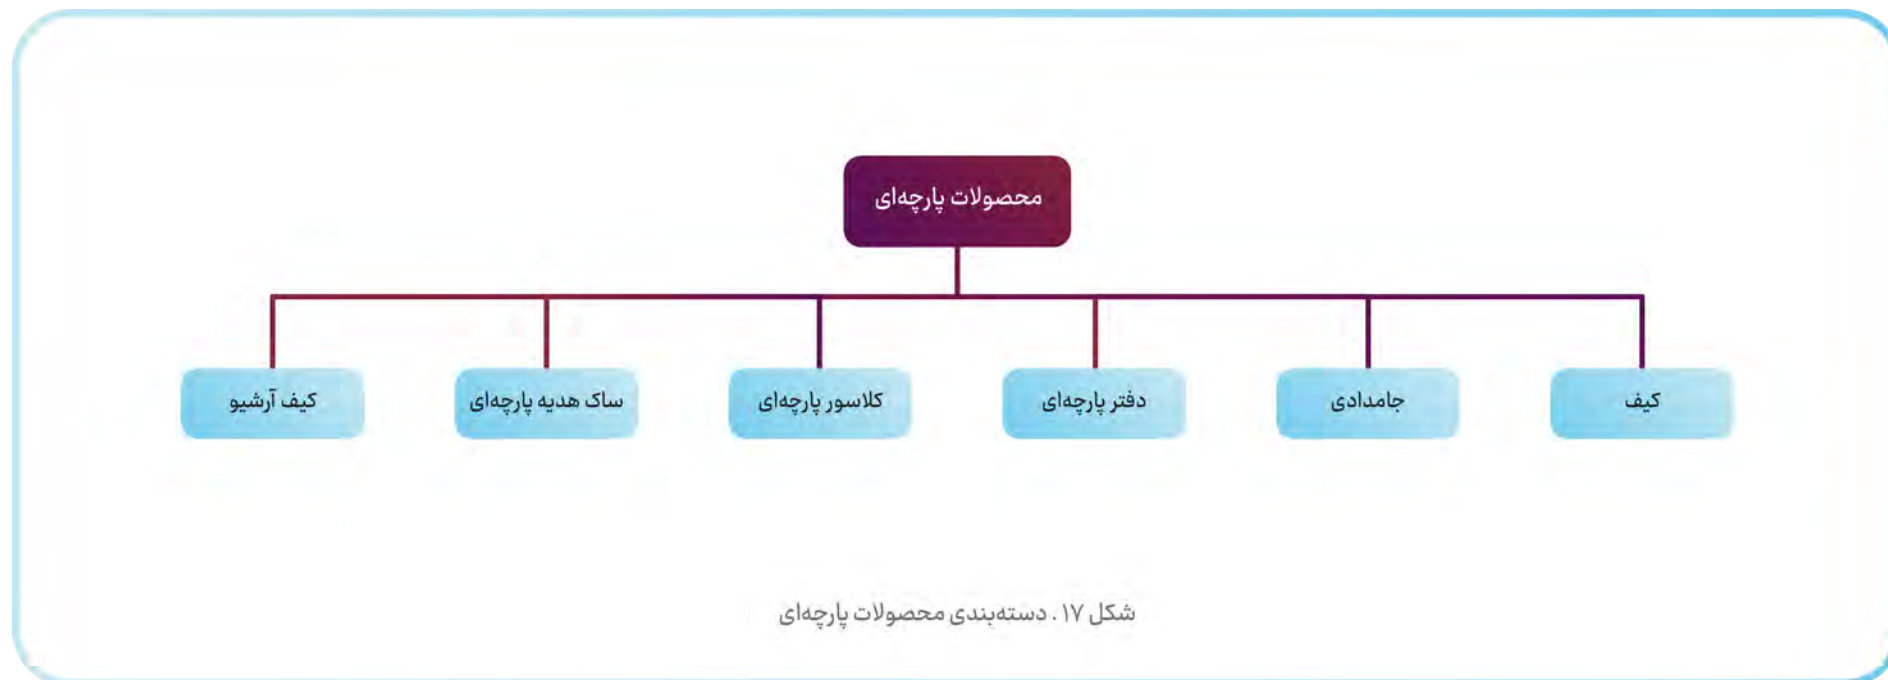 محصولات پارچه‌ای
کیف
جامدادی
دفتر پارچه‌ای
کلاسور پارچه‌ای
ساک هدیه پارچه‌ای
کیف آرشیو
شکل ۱۷ . دسته‌بندی محصولات پارچه‌ای